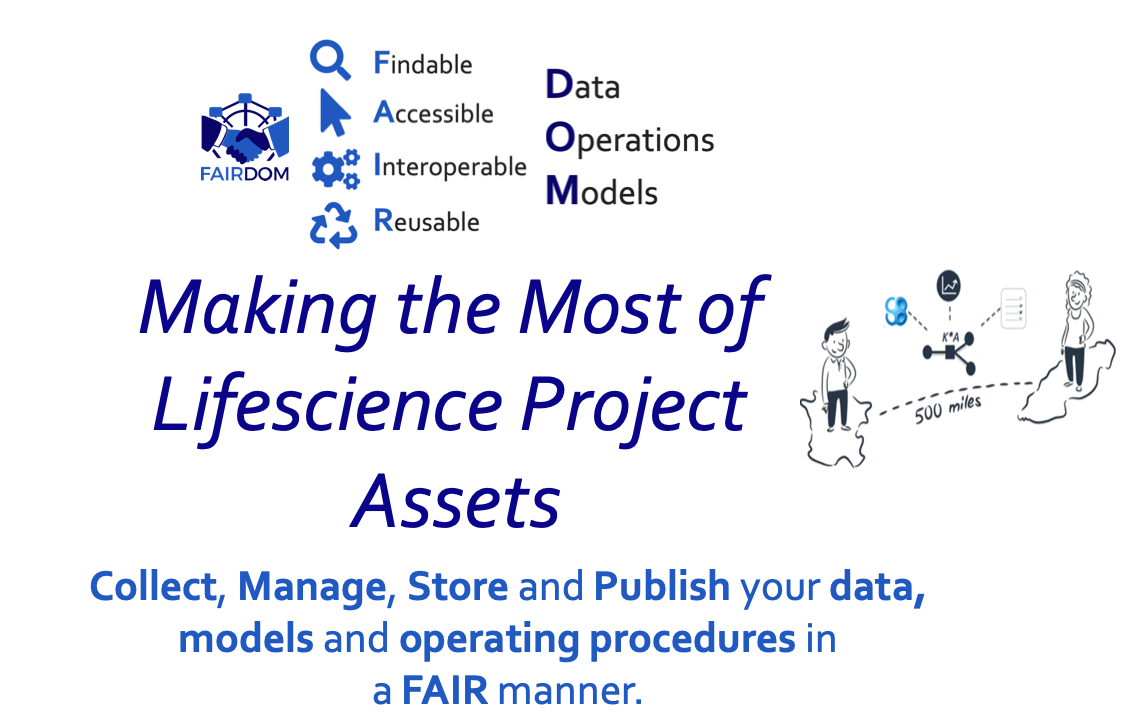 FAIRDOM
Findable
Accessible
Interoperable
Reusable
Data
Operations
Models
Making the Most of
Lifescience Project
Assets
K*A
500 miles
Collect, Manage, Store and Publish your data,
models and operating procedures in
a FAIR manner.